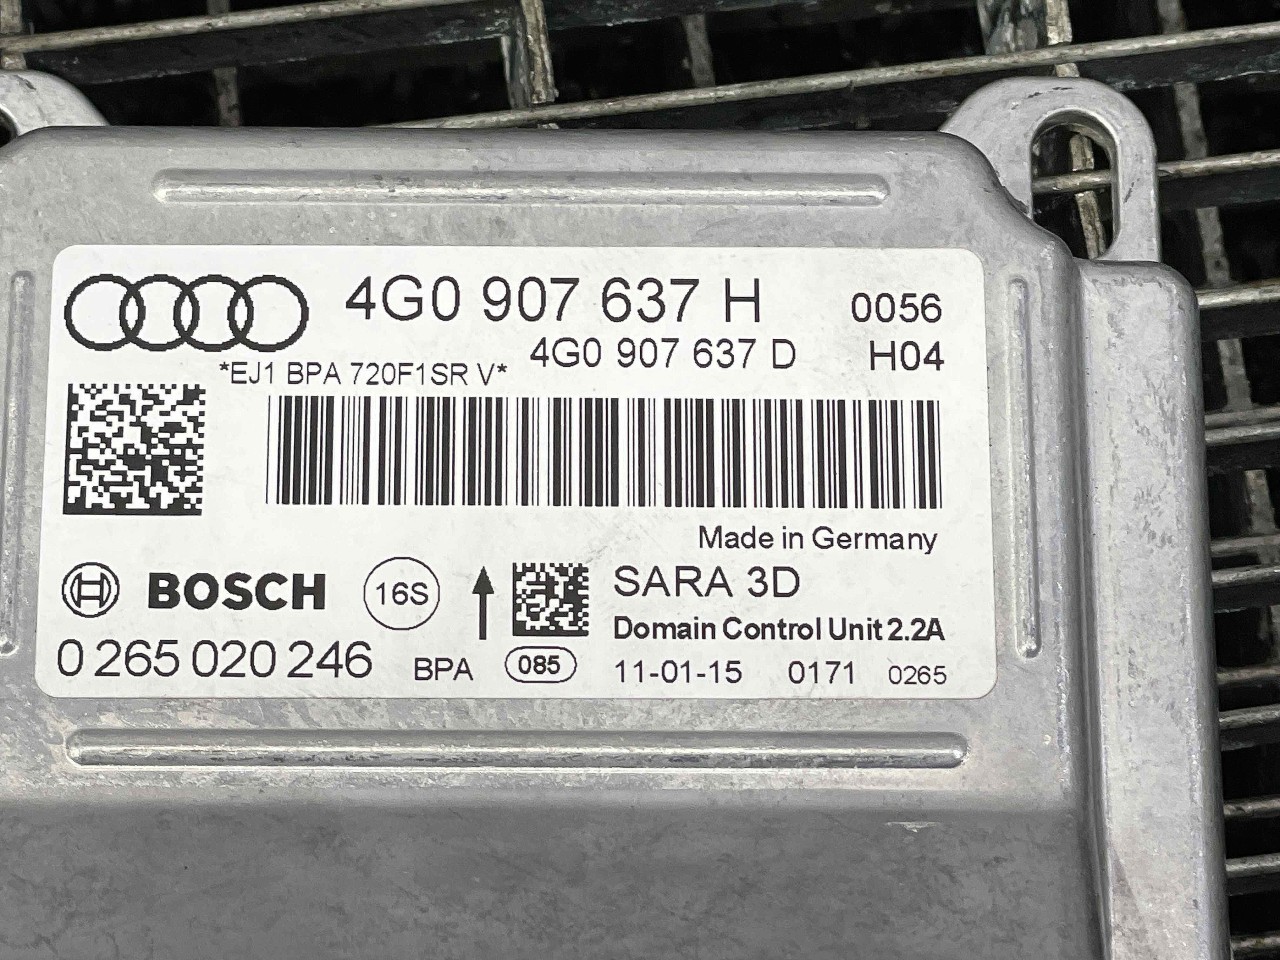 4G0 907 637 H 0056
4G0 907 637 D H04
*EJ1 BPA 720F1SR V*
Made in Germany
BOSCH 16S SARA 3D
Domain Control Unit 2.2A
0 265 020 246 BPA 085 11-01-15 0171 0265